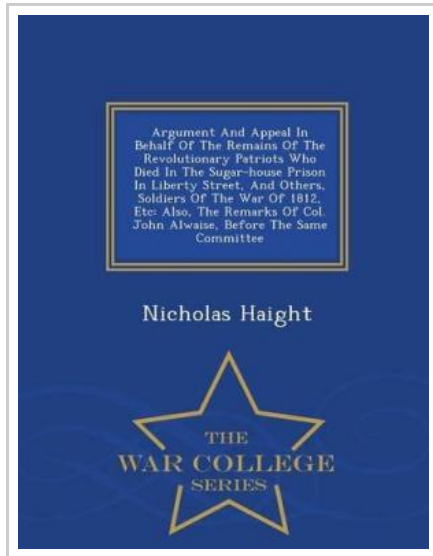 Argument And Appeal In
Behalf Of The Remains Of The
Revolutionary Patriots Who
Died In The Sugar-house Prison
In Liberty Street, And Others,
Soldiers Of The War Of 1812,
Etc: Also, The Remarks Of Col.
John Alwaise, Before The Same
Committee
Nicholas Haight
THE
WAR COLLEGE
SERIES